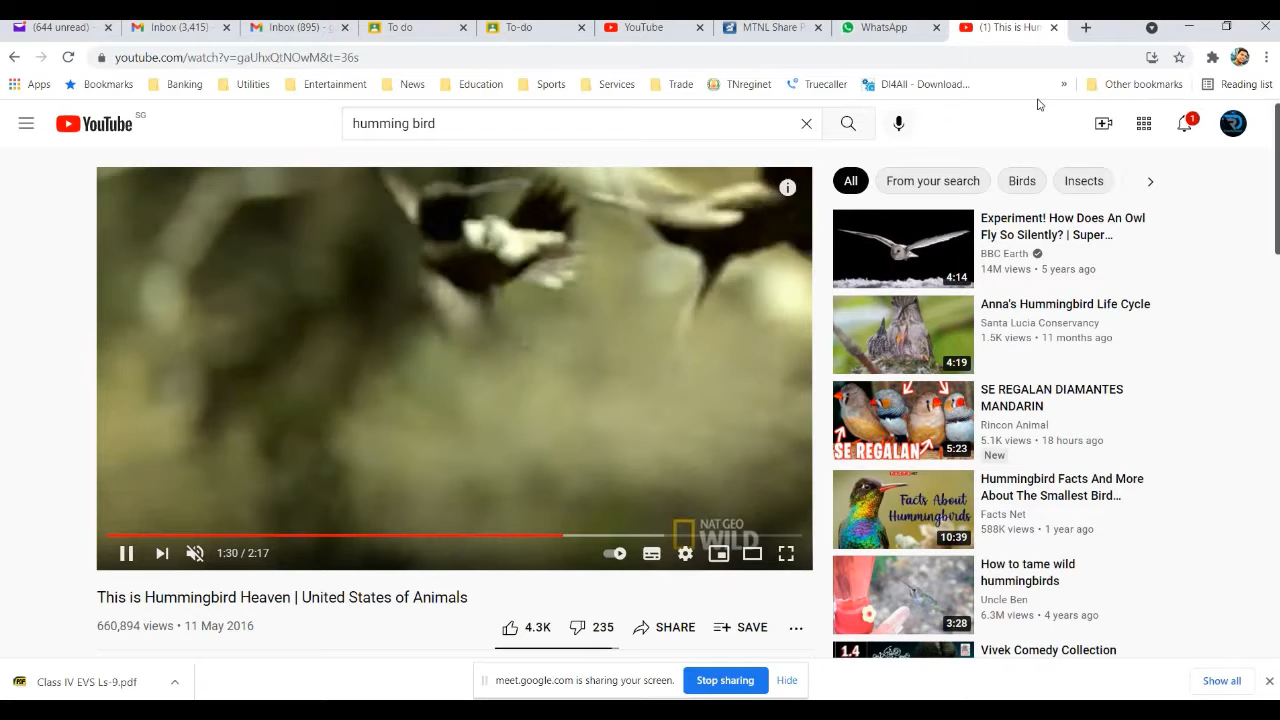 (644 unread) -
Inbox (3,415)
Inbox (895) - g
To do
To-do
YouTube
MTNL Share P
WhatsApp
(1) This is Hum
youtube.com/watch?v=gaUhxQtNOwM&t=36s
Apps
Bookmarks
Banking
Utilities
Entertainment
News
Education
Sports
Services
Trade
TNreginet
Truecaller
DI4All - Download...
»
Other bookmarks
Reading list
YouTube SG
humming bird
1
All
From your search
Birds
Insects
Experiment! How Does An Owl
Fly So Silently? | Super...
BBC Earth
14M views • 5 years ago
4:14
Anna's Hummingbird Life Cycle
Santa Lucia Conservancy
1.5K views • 11 months ago
4:19
SE REGALAN DIAMANTES
MANDARIN
Rincon Animal
5.1K views • 18 hours ago
New
SE REGALAN
5:23
Hummingbird Facts And More
About The Smallest Bird...
Facts Net
588K views • 1 year ago
Facts About
Hummingbirds
10:39
How to tame wild
hummingbirds
Uncle Ben
6.3M views • 4 years ago
3:28
1.4
Vivek Comedy Collection
NAT GEO
WILD
1:30 / 2:17
This is Hummingbird Heaven | United States of Animals
660,894 views • 11 May 2016
4.3K
235
SHARE
SAVE
Class IV EVS Ls-9.pdf
meet.google.com is sharing your screen.
Stop sharing
Hide
Show all